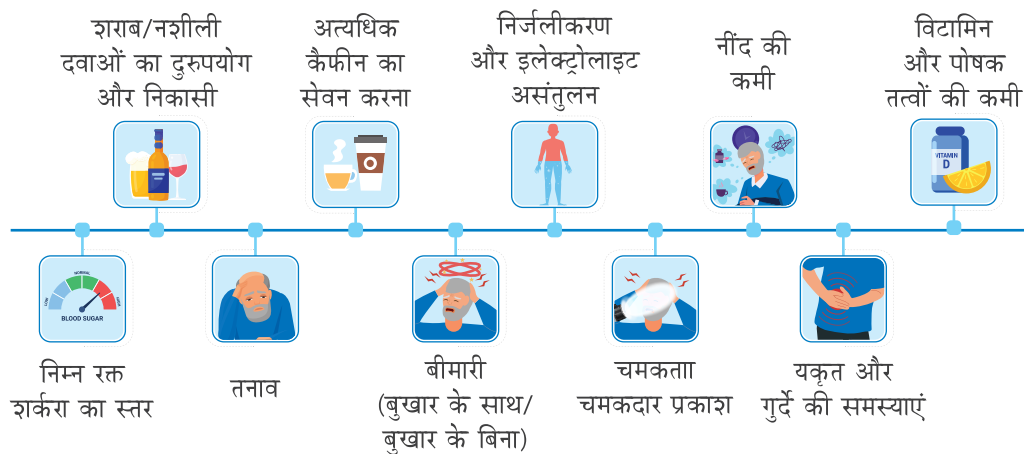 शराब/नशीली
दवाओं का दुरुपयोग
और निकासी
अत्यधिक
कैफीन का
सेवन करना
निर्जलीकरण
और इलेक्ट्रोलाइट
असंतुलन
नींद की
कमी
विटामिन
और पोषक
तत्वों की कमी
VITAMIN
D
LOW
NORMAL
HIGH
BLOOD SUGAR
निम्न रक्त
शर्करा का स्तर
तनाव
बीमारी
(बुखार के साथ/
बुखार के बिना)
चमकताा
चमकदार प्रकाश
यकृत और
गुर्दे की समस्याएं